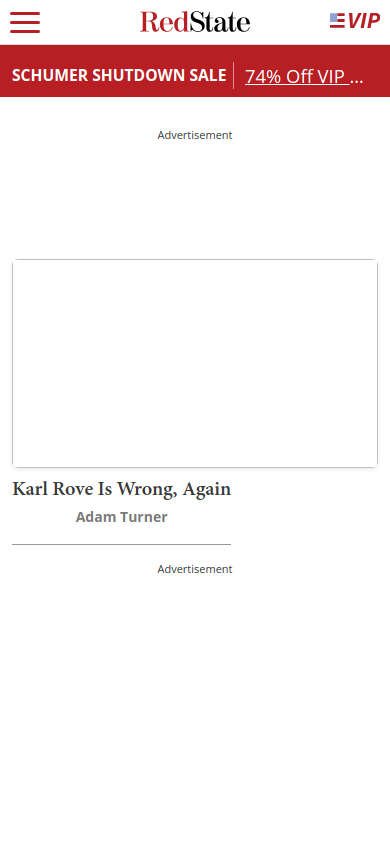 RedState
VIP
SCHUMER SHUTDOWN SALE
74% Off VIP ...
Advertisement
Karl Rove Is Wrong, Again
Adam Turner
Advertisement